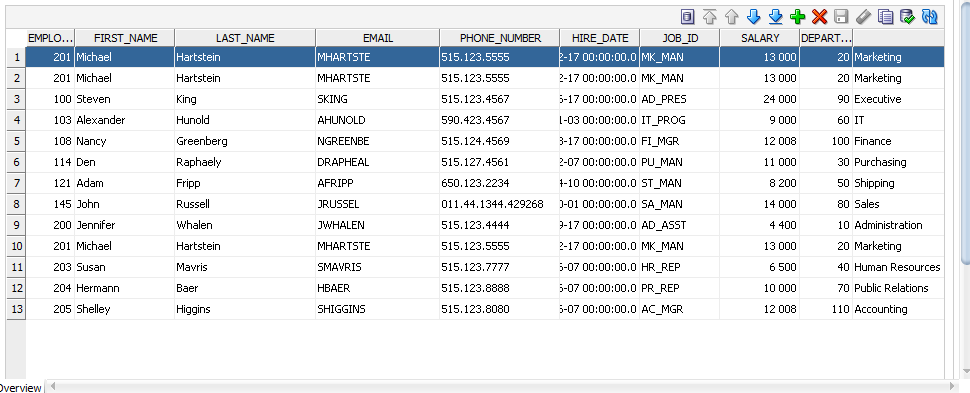 EMPLO... FIRST_NAME LAST_NAME EMAIL PHONE_NUMBER HIRE_DATE JOB_ID SALARY DEPART...
1 201 Michael Hartstein MHARTSTE 515.123.5555 2-17 00:00:00.0 MK_MAN 13 000 20 Marketing
2 201 Michael Hartstein MHARTSTE 515.123.5555 2-17 00:00:00.0 MK_MAN 13 000 20 Marketing
3 100 Steven King SKING 515.123.4567 6-17 00:00:00.0 AD_PRES 24 000 90 Executive
4 103 Alexander Hunold AHUNOLD 590.423.4567 1-03 00:00:00.0 IT_PROG 9 000 60 IT
5 108 Nancy Greenberg NGREENBE 515.124.4569 8-17 00:00:00.0 FI_MGR 12 008 100 Finance
6 114 Den Raphaely DRAPHEAL 515.127.4561 2-07 00:00:00.0 PU_MAN 11 000 30 Purchasing
7 121 Adam Fripp AFRIPP 650.123.2234 4-10 00:00:00.0 ST_MAN 8 200 50 Shipping
8 145 John Russell JRUSSEL 011.44.1344.429268 0-01 00:00:00.0 SA_MAN 14 000 80 Sales
9 200 Jennifer Whalen JWHALEN 515.123.4444 9-17 00:00:00.0 AD_ASST 4 400 10 Administration
10 201 Michael Hartstein MHARTSTE 515.123.5555 2-17 00:00:00.0 MK_MAN 13 000 20 Marketing
11 203 Susan Mavris SMAVRIS 515.123.7777 6-07 00:00:00.0 HR_REP 6 500 40 Human Resources
12 204 Hermann Baer HBAER 515.123.8888 6-07 00:00:00.0 PR_REP 10 000 70 Public Relations
13 205 Shelley Higgins SHIGGINS 515.123.8080 6-07 00:00:00.0 AC_MGR 12 008 110 Accounting
Overview